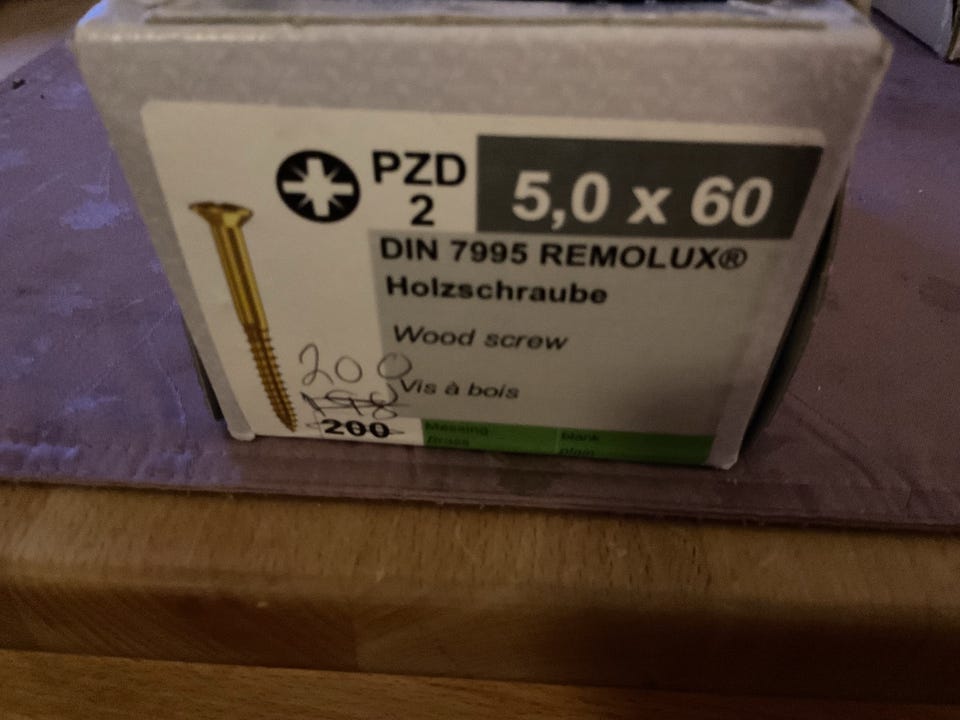 PZD
2
5,0 x 60
DIN 7995 REMOLUX®
Holzschraube
Wood screw
Vis à bois
200
198
200
Messing
Brass
blank
plain